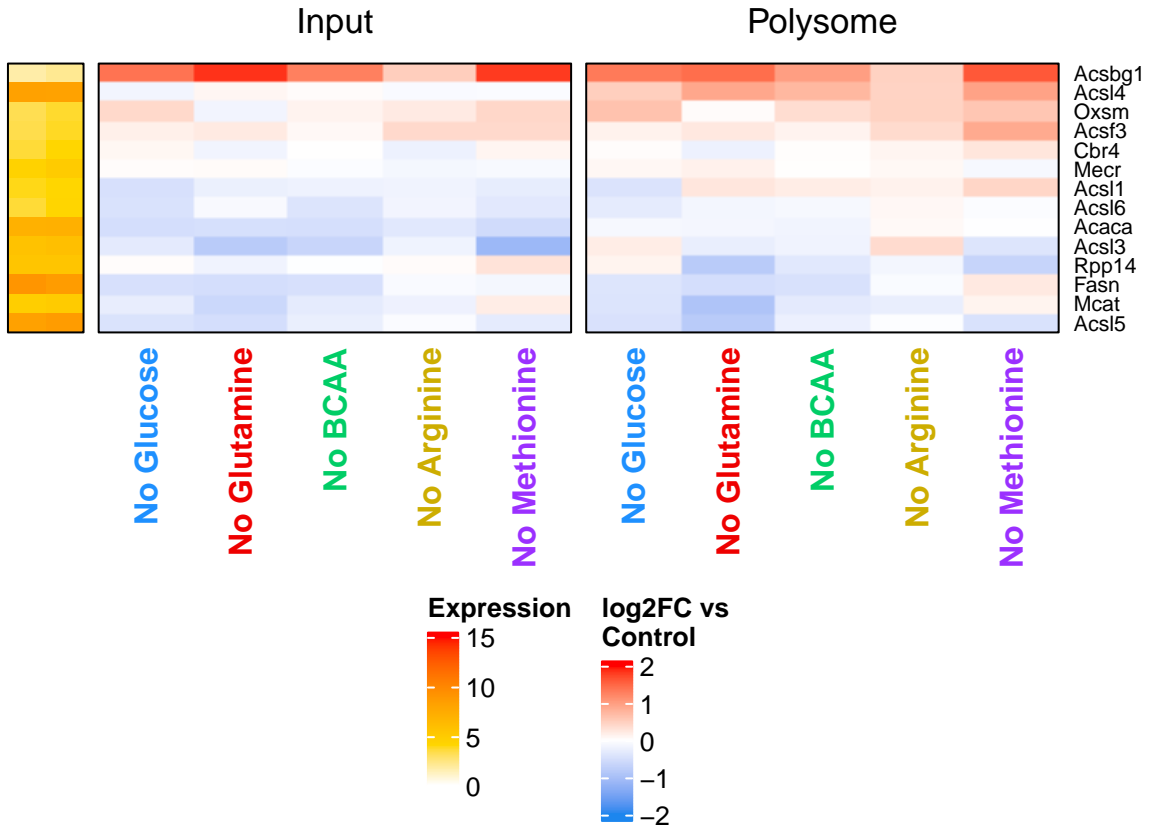 Input
Polysome
Acsbg1
Acsl4
Oxsm
Acsf3
Cbr4
Mecr
Acsl1
Acsl6
Acaca
Acsl3
Rpp14
Fasn
Mcat
Acsl5
No Glucose
No Glutamine
No BCAA
No Arginine
No Methionine
No Glucose
No Glutamine
No BCAA
No Arginine
No Methionine
Expression
15
10
5
0
log2FC vs
Control
2
1
0
−1
−2